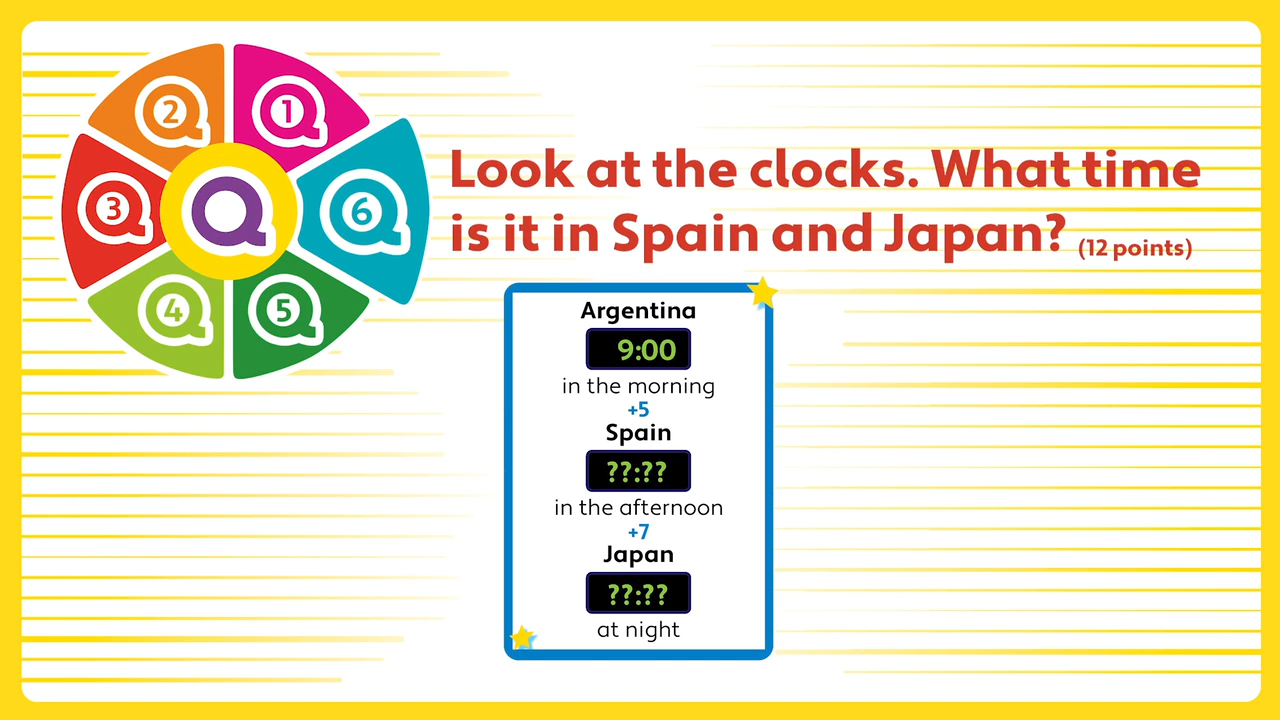 2
1
3
6
4
5
Q
Look at the clocks. What time
is it in Spain and Japan? (12 points)
Argentina
9:00
in the morning
+5
Spain
??:??
in the afternoon
+7
Japan
??:??
at night